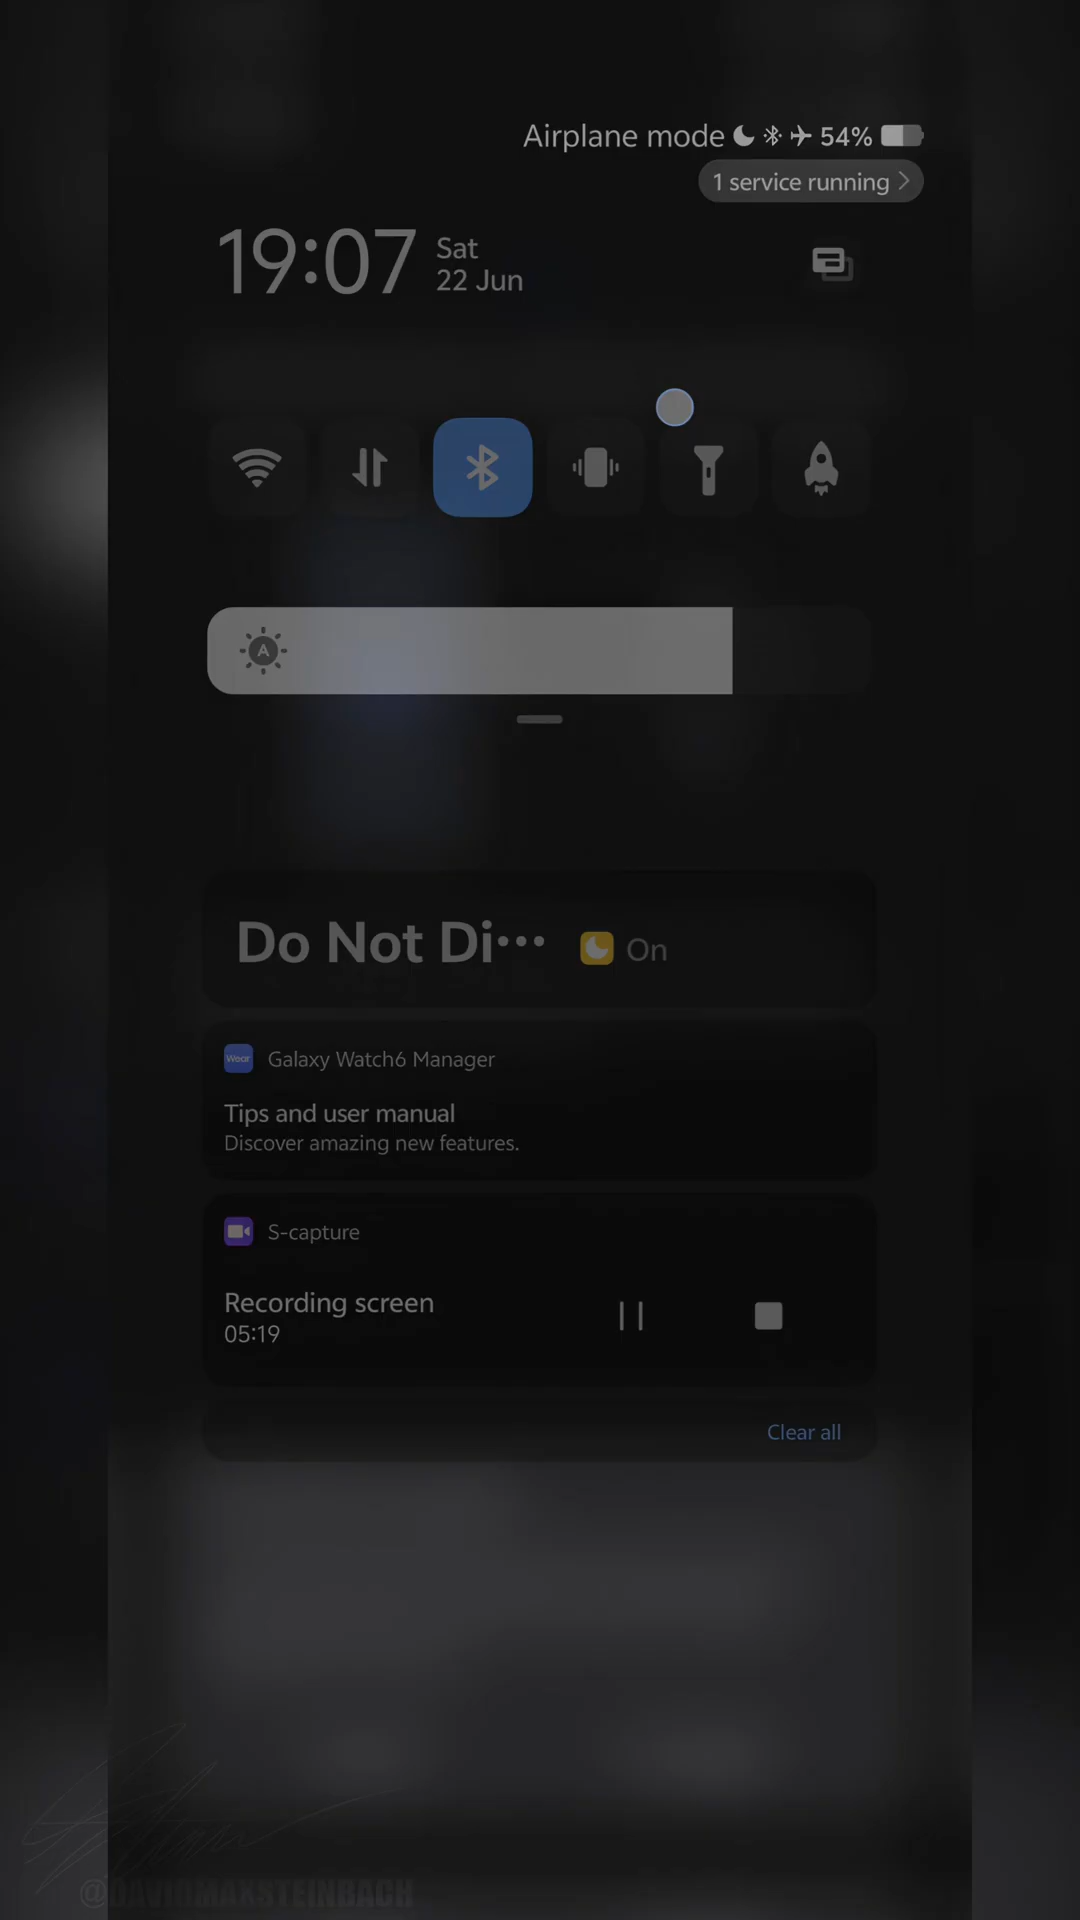 Airplane mode 54%
1 service running
19:07
Sat
22 Jun
A
Do Not Di··· On
Wear Galaxy Watch6 Manager
Tips and user manual
Discover amazing new features.
S-capture
Recording screen
05:19
Clear all
@DAVIDMAXSTEINBACH